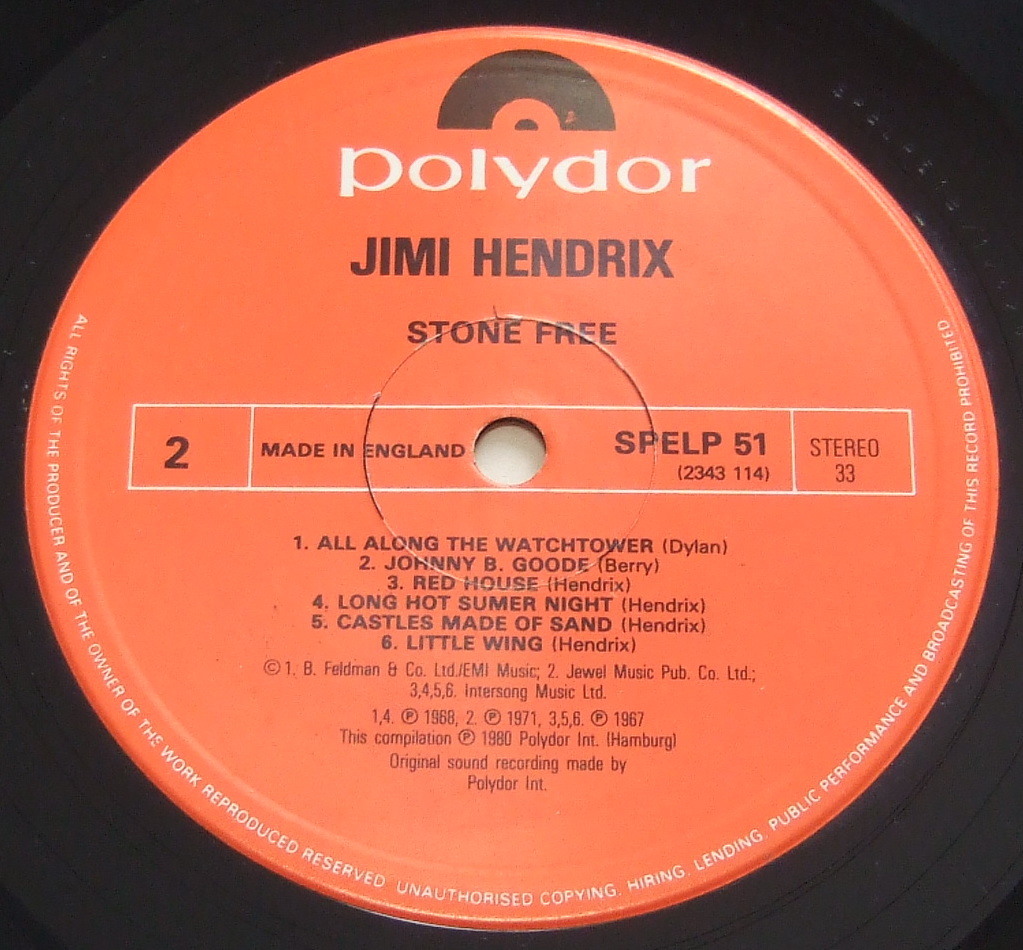 polydor
JIMI HENDRIX
STONE FREE
2
MADE IN ENGLAND
SPELP 51
(2343 114)
STEREO
33
1. ALL ALONG THE WATCHTOWER (Dylan)
2. JOHNNY B. GOODE (Berry)
3. RED HOUSE (Hendrix)
4. LONG HOT SUMER NIGHT (Hendrix)
5. CASTLES MADE OF SAND (Hendrix)
6. LITTLE WING (Hendrix)
© 1. B. Feldman & Co. Ltd./EMI Music; 2. Jewel Music Pub. Co. Ltd.;
3,4,5,6. Intersong Music Ltd.
1,4. ℗ 1968, 2. ℗ 1971, 3,5,6. ℗ 1967
This compilation ℗ 1980 Polydor Int. (Hamburg)
Original sound recording made by
Polydor Int.
ALL RIGHTS OF THE PRODUCER AND OF THE OWNER OF THE WORK REPRODUCED RESERVED UNAUTHORISED COPYING, HIRING, LENDING, PUBLIC PERFORMANCE AND BROADCASTING OF THIS RECORD PROHIBITED